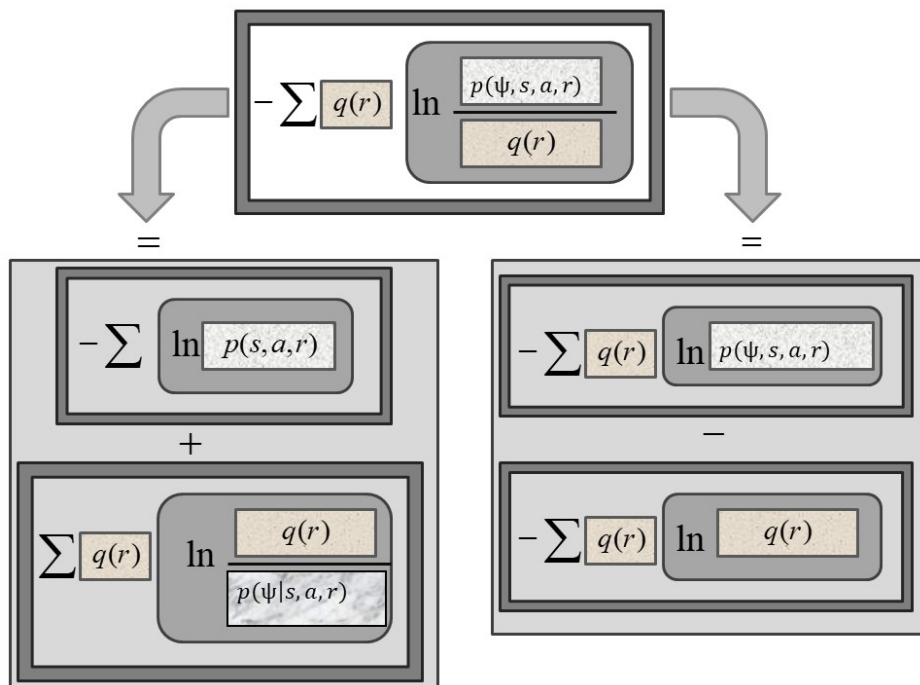 − ∑ q(r) ln p(ψ, s, a, r)
q(r)
= =
− ∑ ln p(s, a, r)
+
∑ q(r) ln q(r)
p(ψ|s, a, r)
− ∑ q(r) ln p(ψ, s, a, r)
−
− ∑ q(r) ln q(r)